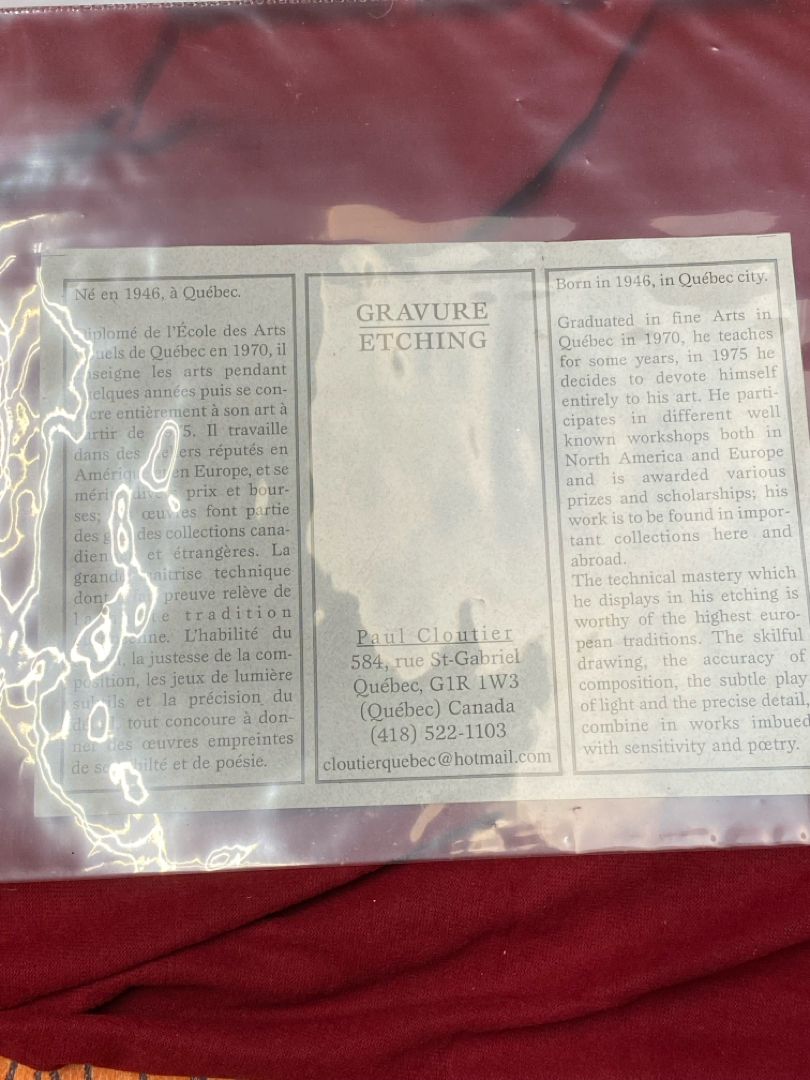 Né en 1946, à Québec.
de l'École des Arts
de Québec en 1970, il
les arts pendant
années puis se con-
entièrement à son art à
de Il travaille
dans des réputés en
en Europe, et se
prix et bour-
ses; œuvres font partie
des des collections cana-
et étrangères. La
technique
dont preuve relève de
tradition
L'habilité du
la justesse de la com-
position, les jeux de lumière
et la précision du
tout concoure à don-
ner des œuvres empreintes
de et de poésie.
GRAVURE
ETCHING
Paul Cloutier
584, rue St-Gabriel
Québec, G1R 1W3
(Québec) Canada
(418) 522-1103
cloutierquebec@hotmail.com
Born in 1946, in Québec city.
Graduated in fine Arts in
Québec in 1970, he teaches
for some years, in 1975 he
decides to devote himself
entirely to his art. He parti-
cipates in different well
known workshops both in
North America and Europe
and is awarded various
prizes and scholarships; his
work is to be found in impor-
tant collections here and
abroad.
The technical mastery which
he displays in his etching is
worthy of the highest euro-
pean traditions. The skilful
drawing, the accuracy of
composition, the subtle play
of light and the precise detail,
combine in works imbued
with sensitivity and pœtry.